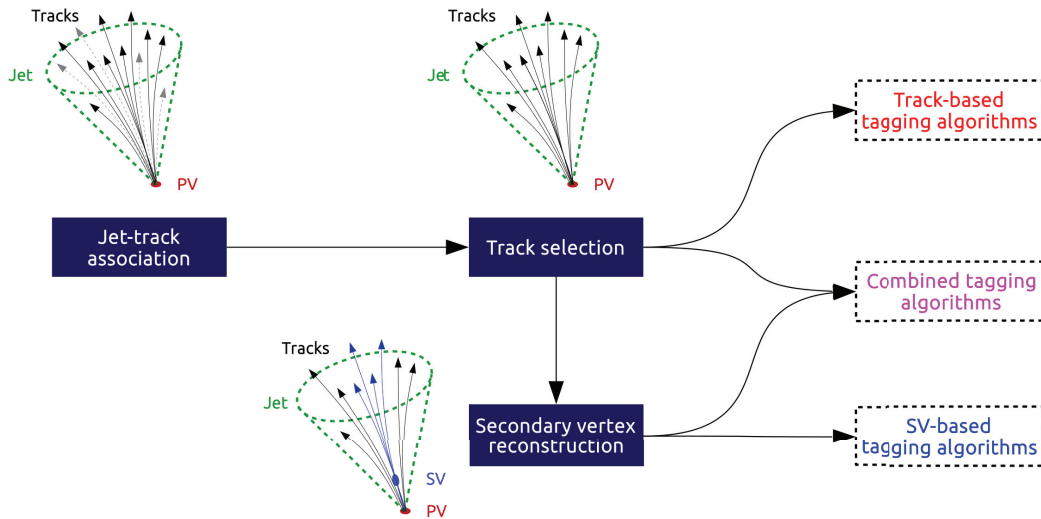 Tracks
Jet
PV
Tracks
Jet
PV
Track-based
tagging algorithms
Jet-track
association
Track selection
Combined tagging
algorithms
Tracks
Jet
SV
PV
Secondary vertex
reconstruction
SV-based
tagging algorithms